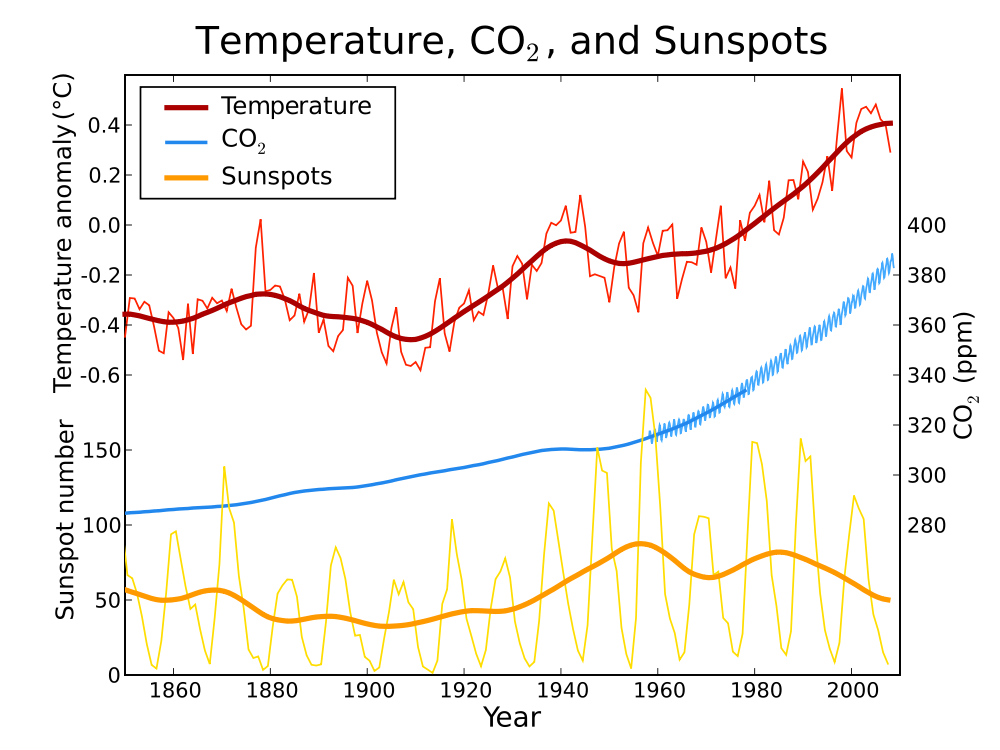 Temperature, CO₂, and Sunspots
Temperature anomaly (°C)
Temperature
CO₂
Sunspots
0.4
0.2
0.0
-0.2
-0.4
-0.6
Sunspot number
150
100
50
0
400
380
360
340
320
300
280
CO₂ (ppm)
1860 1880 1900 1920 1940 1960 1980 2000
Year